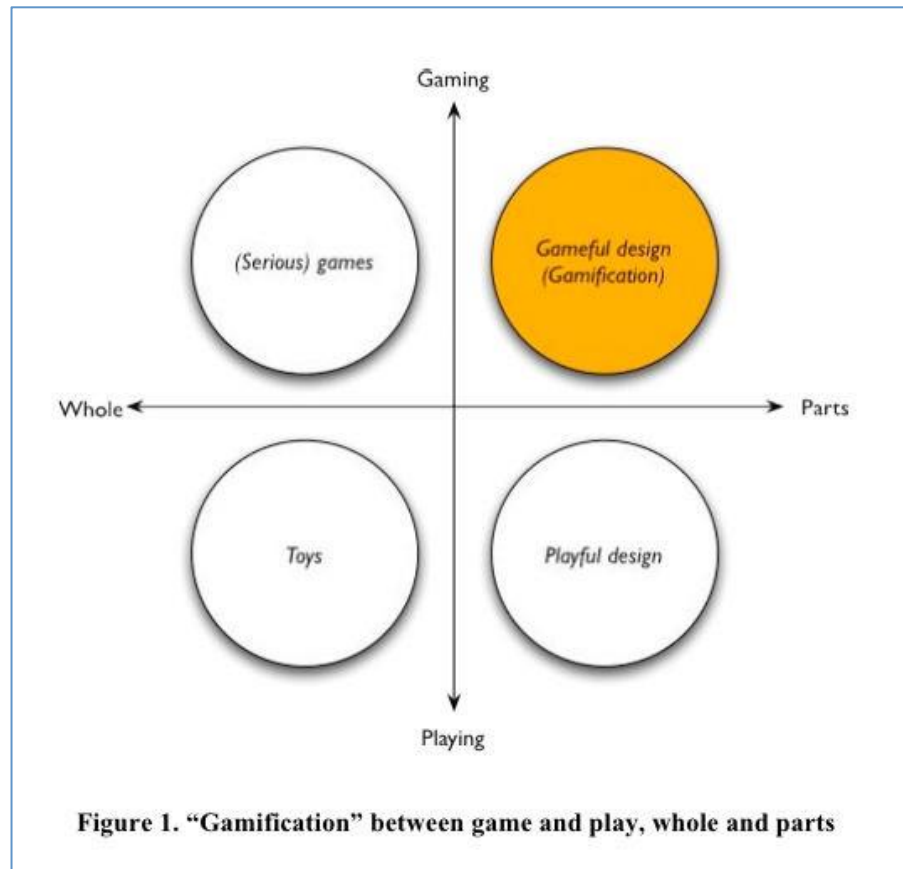 Gaming
(Serious) games
Gameful design
(Gamification)
Whole
Parts
Toys
Playful design
Playing
Figure 1. “Gamification” between game and play, whole and parts